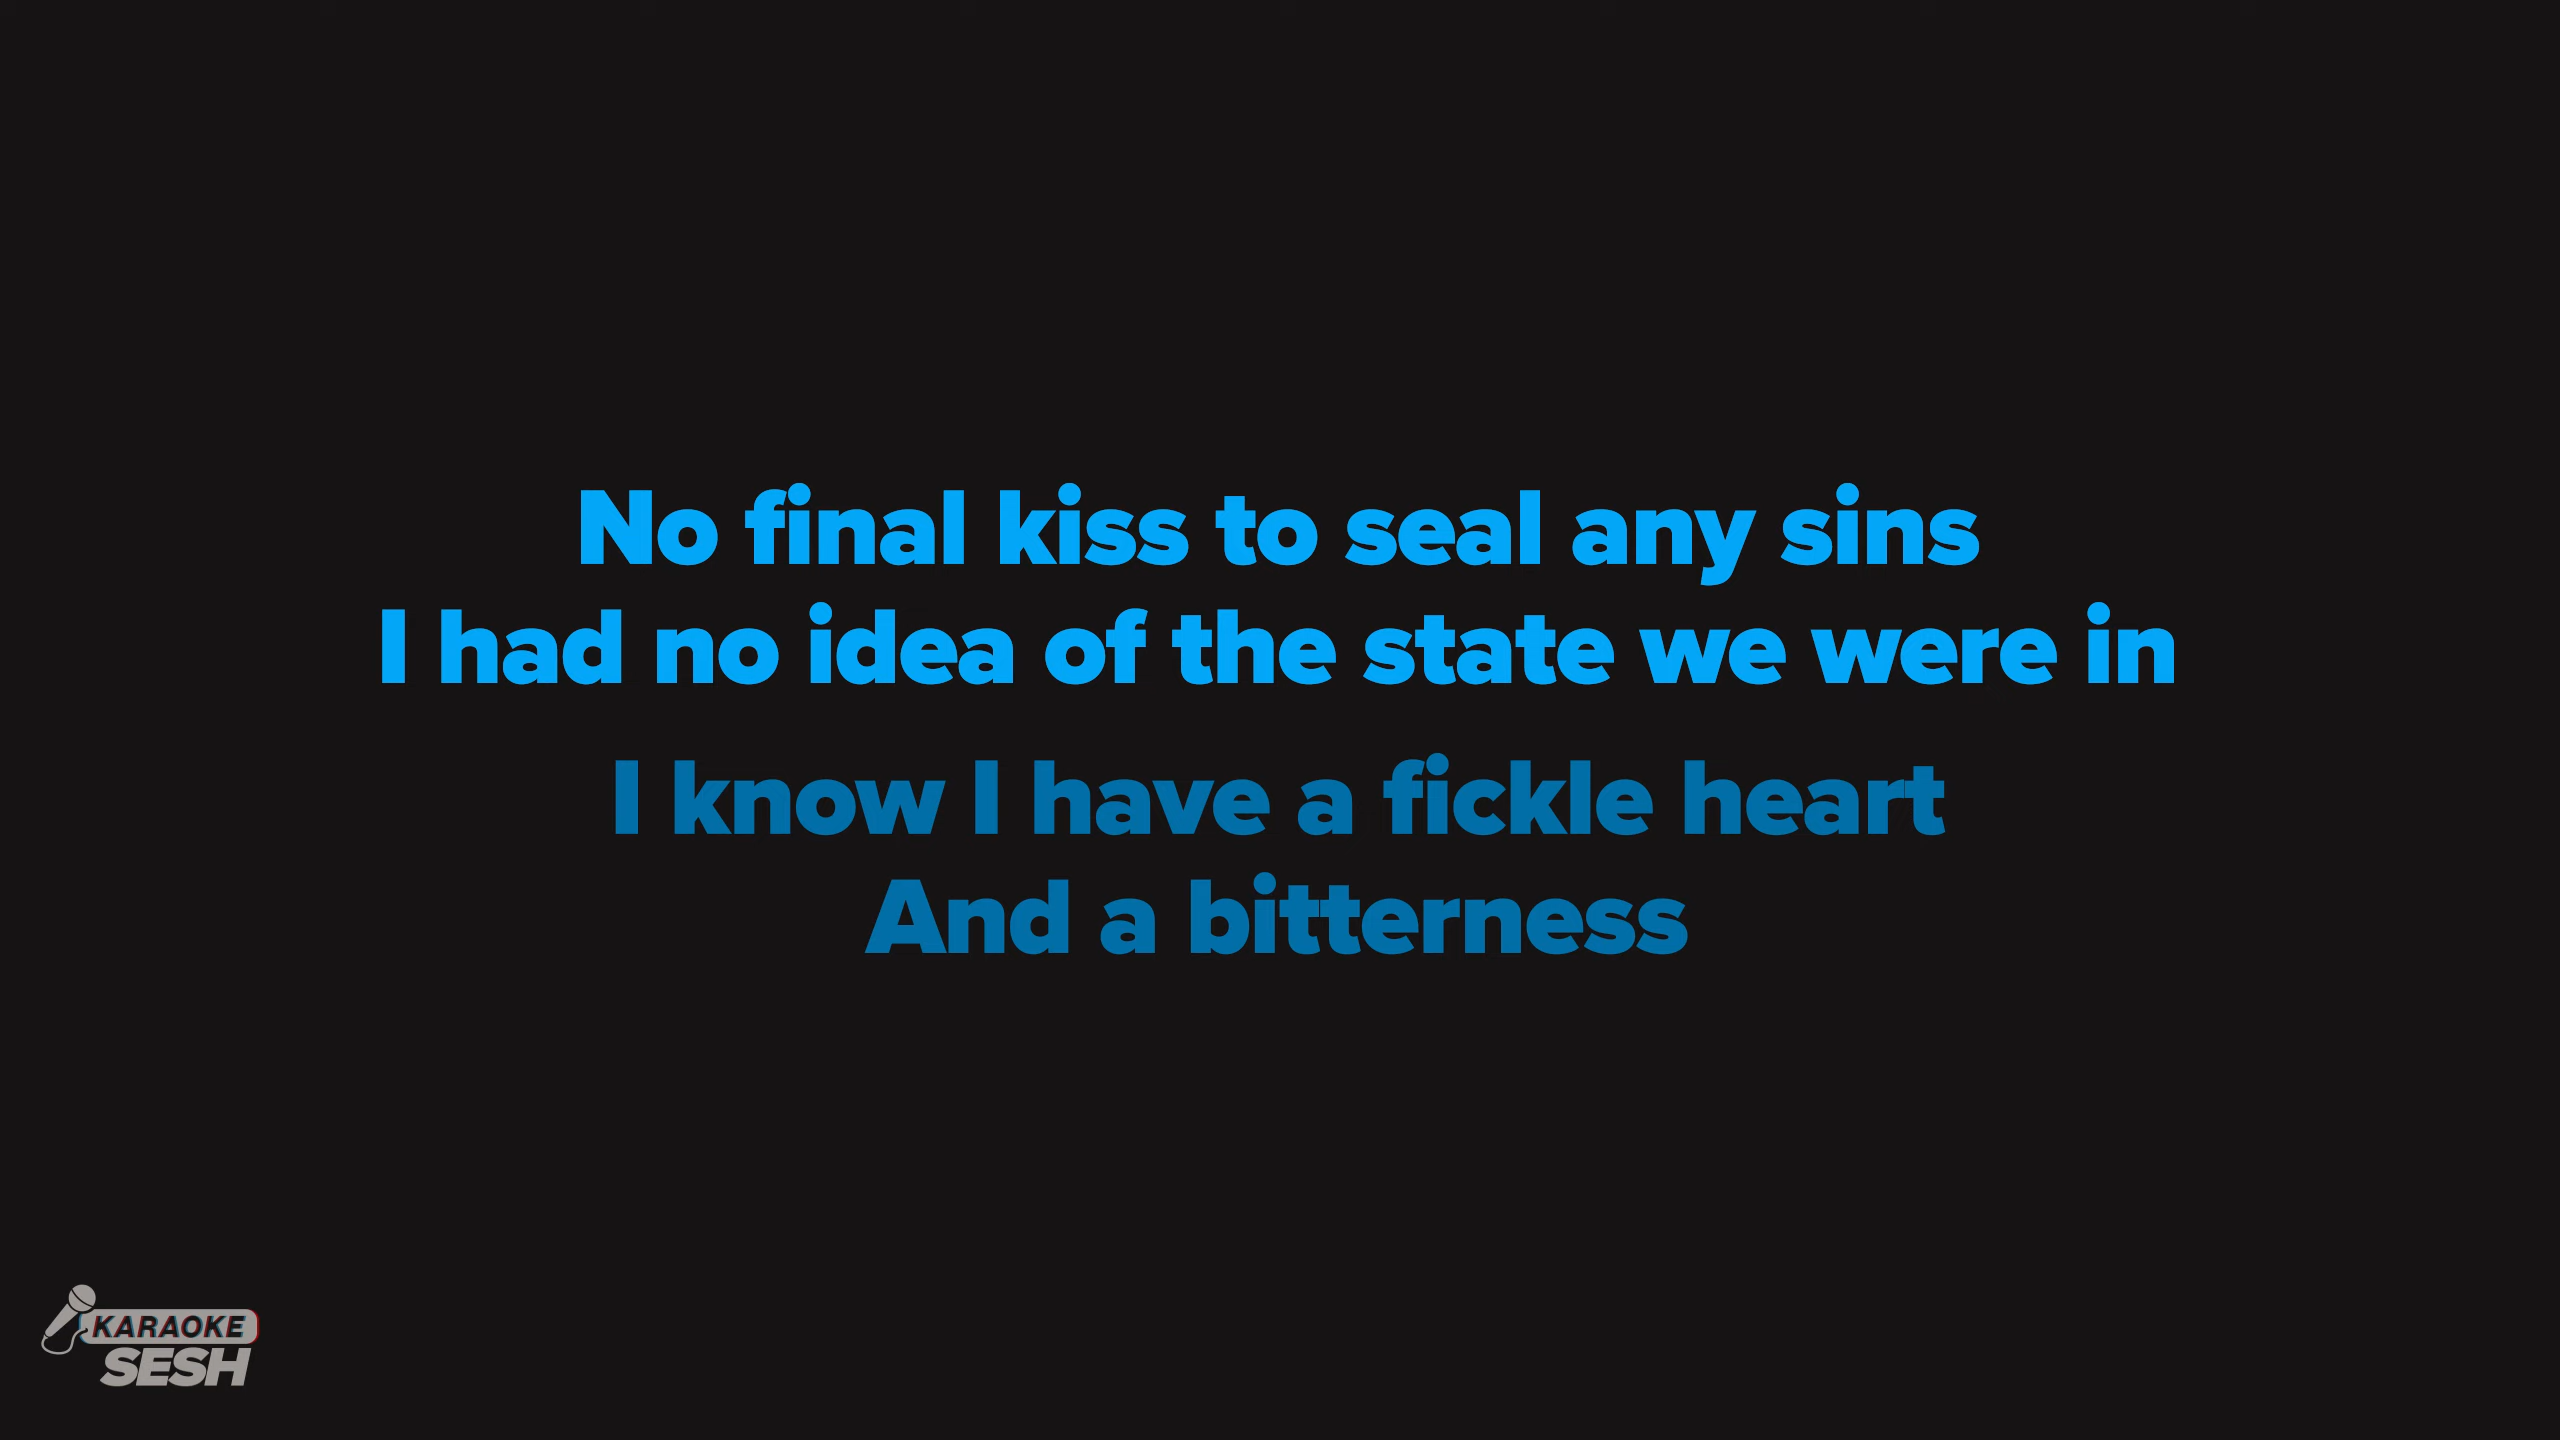 No final kiss to seal any sins
I had no idea of the state we were in
I know I have a fickle heart
And a bitterness
KARAOKE
SESH